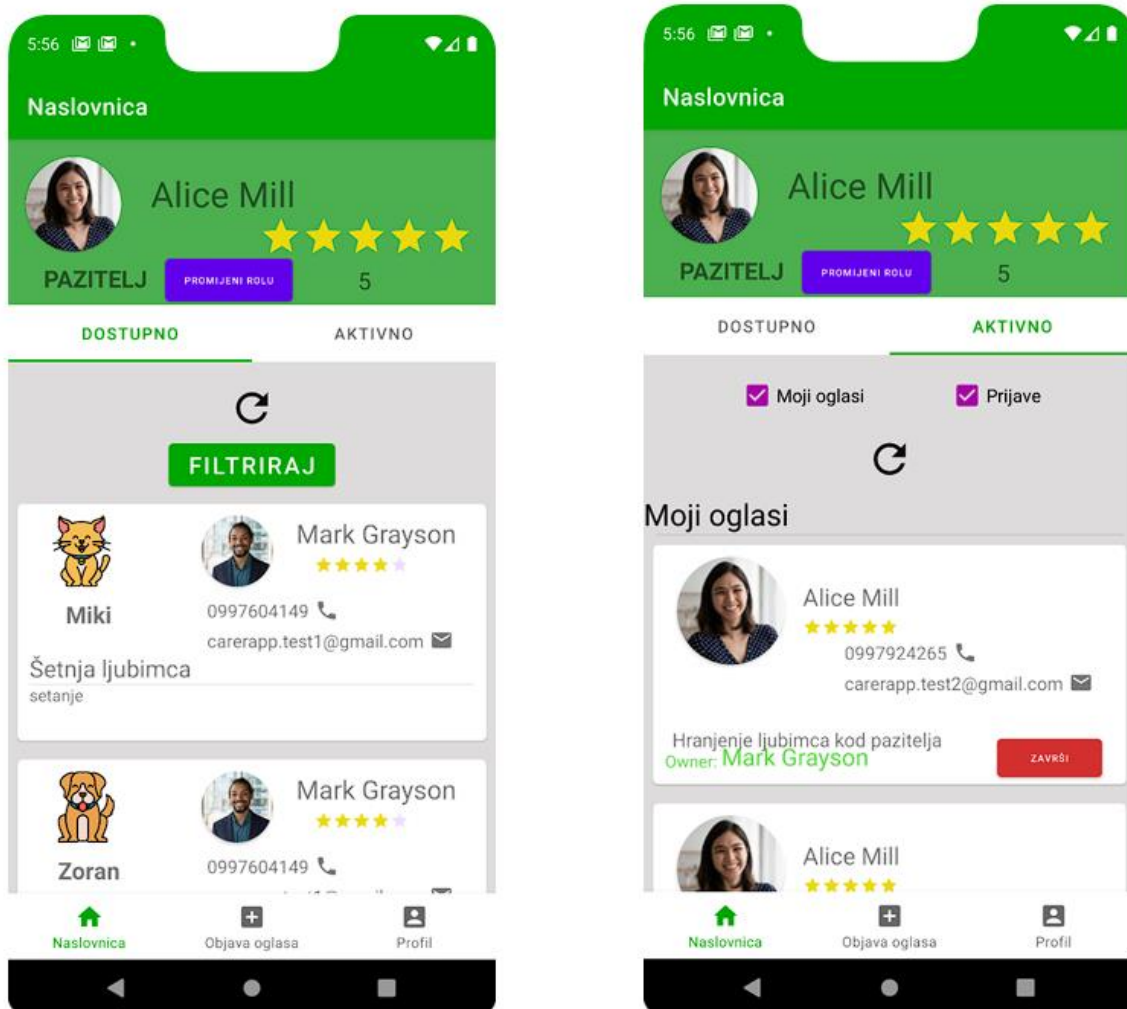 5:56
Naslovnica
Alice Mill
PAZITELJ
PROMIJENI ROLU
5
DOSTUPNO
AKTIVNO
FILTRIRAJ
Mark Grayson
Miki
0997604149
carerapp.test1@gmail.com
Šetnja ljubimca
setanje
Mark Grayson
Zoran
0997604149
Naslovnica
Objava oglasa
Profil
5:56
Naslovnica
Alice Mill
PAZITELJ
PROMIJENI ROLU
5
DOSTUPNO
AKTIVNO
Moji oglasi
Prijave
Moji oglasi
Alice Mill
0997924265
carerapp.test2@gmail.com
Hranjenje ljubimca kod pazitelja
Owner: Mark Grayson
ZAVRŠI
Alice Mill
Naslovnica
Objava oglasa
Profil